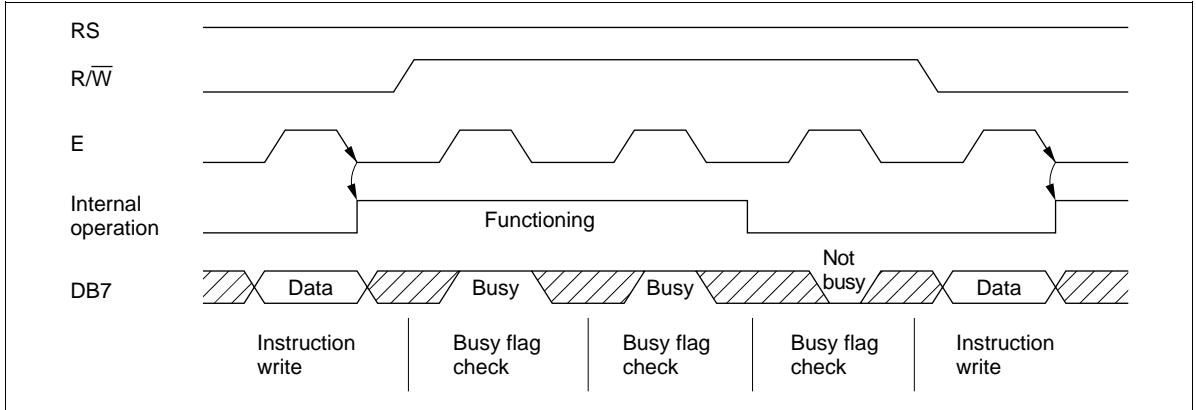 RS
R/W̅
E
Internal
operation
Functioning
DB7
Data
Busy
Busy
Not
busy
Data
Instruction
write
Busy flag
check
Busy flag
check
Busy flag
check
Instruction
write